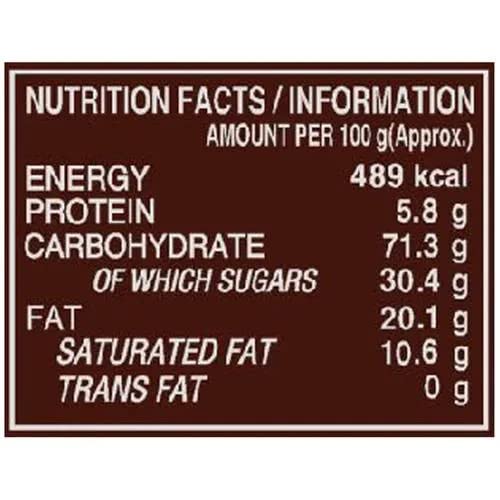 NUTRITION FACTS / INFORMATION
AMOUNT PER 100 g(Approx.)
ENERGY 489 kcal
PROTEIN 5.8 g
CARBOHYDRATE 71.3 g
OF WHICH SUGARS 30.4 g
FAT 20.1 g
SATURATED FAT 10.6 g
TRANS FAT 0 g